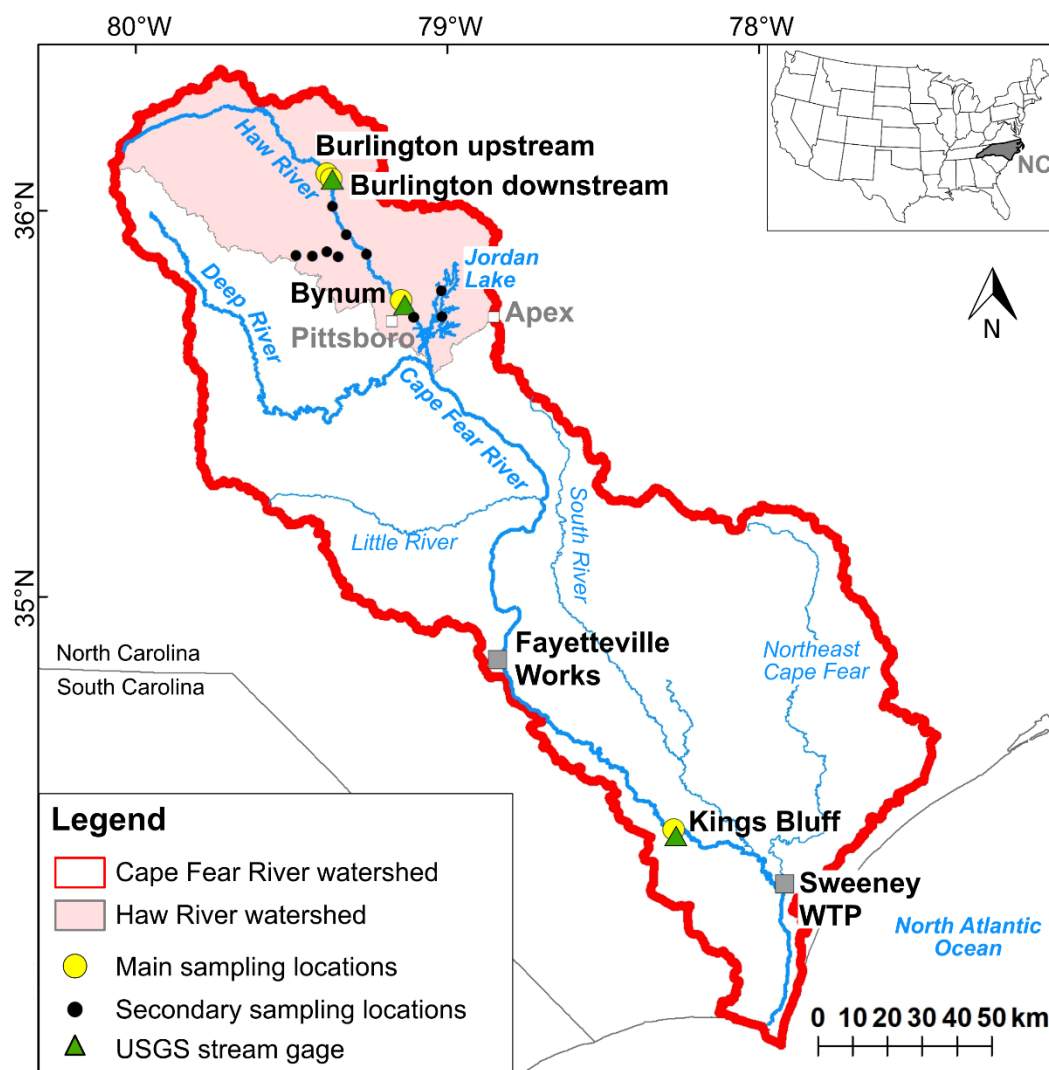 80°W
79°W
78°W
NC
Haw River
Burlington upstream
Burlington downstream
36°N
Jordan
Lake
Deep River
Bynum
Apex
Pittsboro
N
Cape Fear River
South River
Little River
35°N
Fayetteville
Works
Northeast
Cape Fear
North Carolina
South Carolina
Kings Bluff
Sweeney
WTP
North Atlantic
Ocean
Legend
Cape Fear River watershed
Haw River watershed
Main sampling locations
Secondary sampling locations
USGS stream gage
0 10 20 30 40 50 km